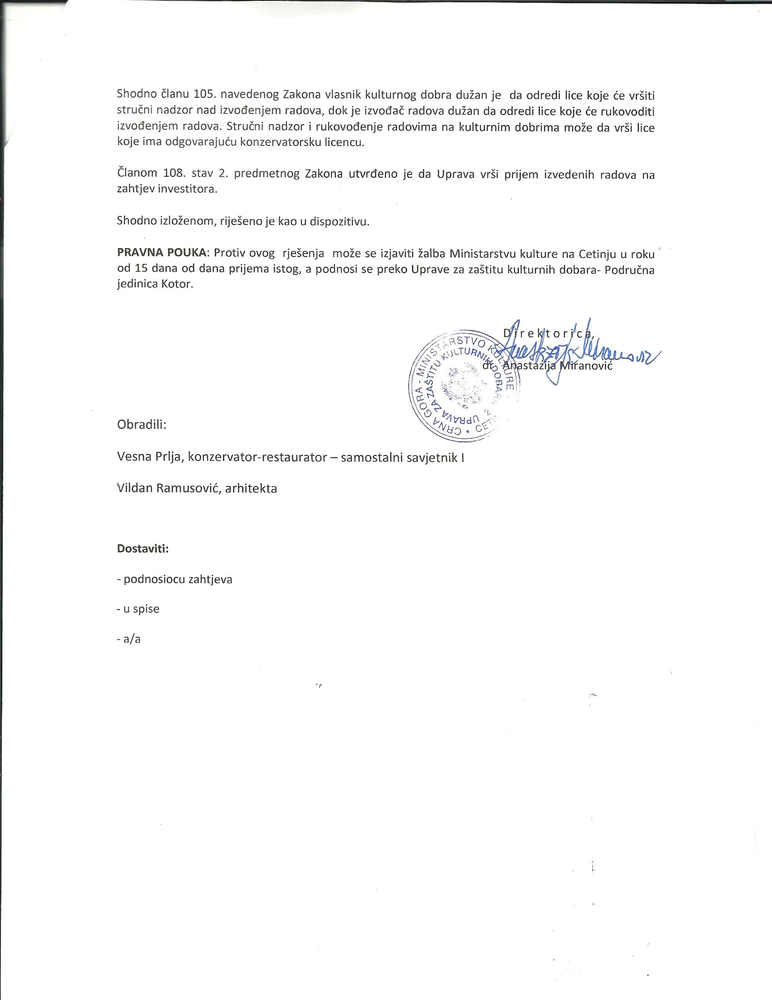 Shodno članu 105. navedenog Zakona vlasnik kulturnog dobra dužan je da odredi lice koje će vršiti
stručni nadzor nad izvođenjem radova, dok je izvođač radova dužan da odredi lice koje će rukovoditi
izvođenjem radova. Stručni nadzor i rukovođenje radovima na kulturnim dobrima može da vrši lice
koje ima odgovarajuću konzervatorsku licencu.
Članom 108. stav 2. predmetnog Zakona utvrđeno je da Uprava vrši prijem izvedenih radova na
zahtjev investitora.
Shodno izloženom, riješeno je kao u dispozitivu.
PRAVNA POUKA: Protiv ovog rješenja može se izjaviti žalba Ministarstvu kulture na Cetinju u roku
od 15 dana od dana prijema istog, a podnosi se preko Uprave za zaštitu kulturnih dobara- Područna
jedinica Kotor.
Direktorica,
Anastazija Miranović
dr Anastazija Miranović
CRNA GORA - MINISTARSTVO KULTURE
UPRAVA ZA ZAŠTITU KULTURNIH DOBARA
2
Obradili:
Vesna Prlja, konzervator-restaurator – samostalni savjetnik I
Vildan Ramusović, arhitekta
Dostaviti:
- podnosiocu zahtjeva
- u spise
- a/a